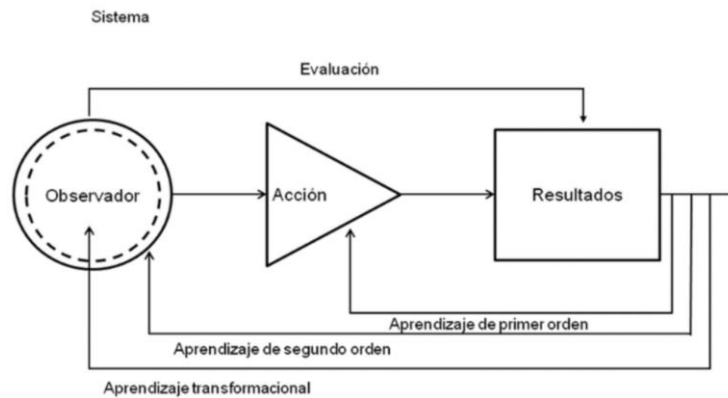 Sistema
Evaluación
Observador
Acción
Resultados
Aprendizaje de primer orden
Aprendizaje de segundo orden
Aprendizaje transformacional